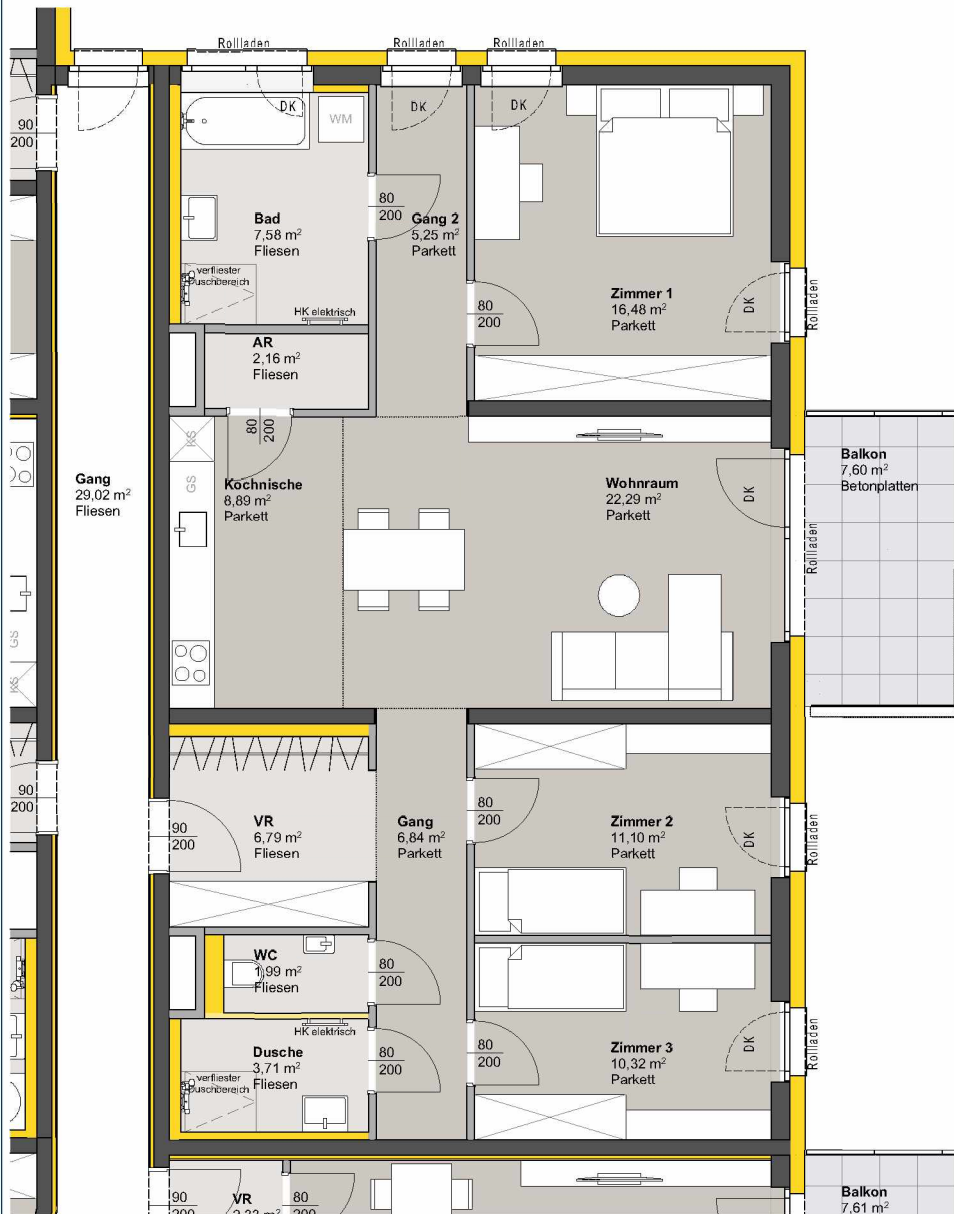 Rollladen
Rollladen
Rollladen
DK
DK
DK
WM
90
200
80
200
Bad
7,58 m²
Fliesen
Gang 2
5,25 m²
Parkett
verfliester
Duschbereich
HK elektrisch
Zimmer 1
16,48 m²
Parkett
DK
Rollladen
80
200
AR
2,16 m²
Fliesen
80
200
KS
GS
Kochnische
8,89 m²
Parkett
Gang
29,02 m²
Fliesen
Wohnraum
22,29 m²
Parkett
DK
Rollladen
Balkon
7,60 m²
Betonplatten
GS
KS
90
200
90
200
VR
6,79 m²
Fliesen
Gang
6,84 m²
Parkett
80
200
Zimmer 2
11,10 m²
Parkett
DK
Rollladen
WC
1,99 m²
Fliesen
80
200
HK elektrisch
Dusche
3,71 m²
Fliesen
verfliester
Duschbereich
80
200
80
200
Zimmer 3
10,32 m²
Parkett
DK
Rollladen
90
200
VR
80
200
Balkon
7,61 m²